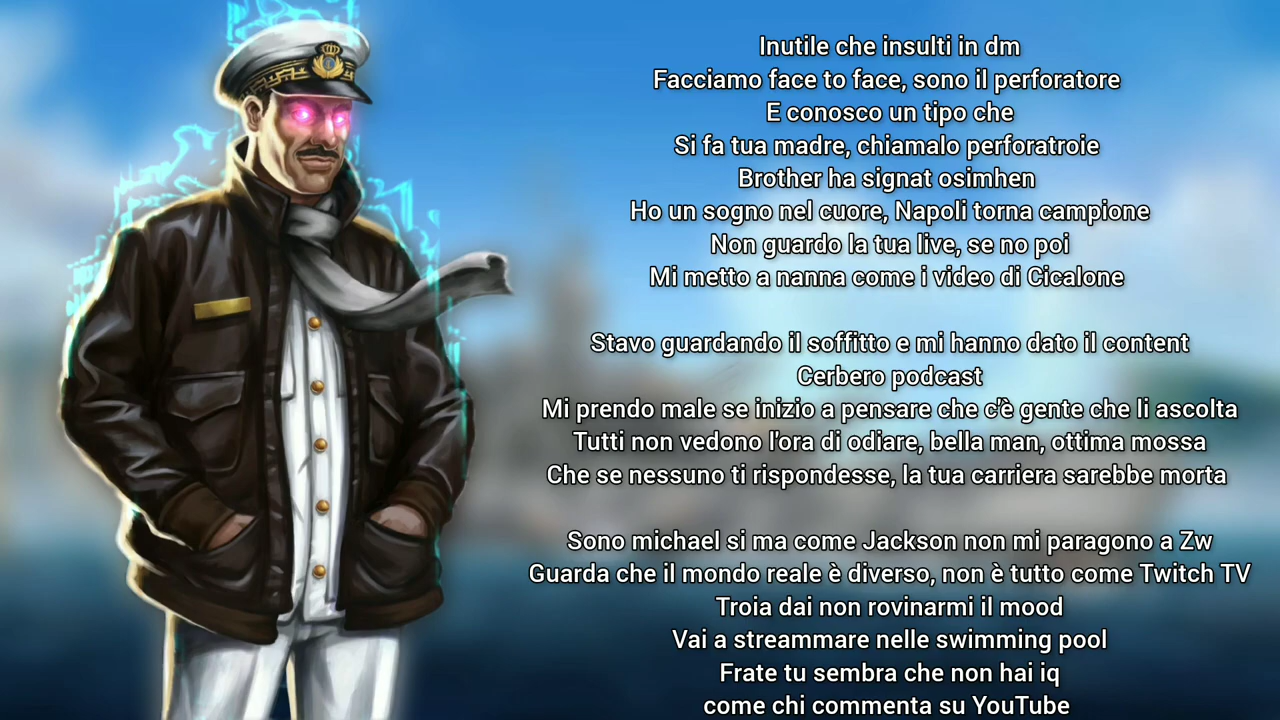 Inutile che insulti in dm
Facciamo face to face, sono il perforatore
E conosco un tipo che
Si fa tua madre, chiamalo perforatroie
Brother ha signat osimhen
Ho un sogno nel cuore, Napoli torna campione
Non guardo la tua live, se no poi
Mi metto a nanna come i video di Cicalone
Stavo guardando il soffitto e mi hanno dato il content
Cerbero podcast
Mi prendo male se inizio a pensare che c'è gente che li ascolta
Tutti non vedono l'ora di odiare, bella man, ottima mossa
Che se nessuno ti rispondesse, la tua carriera sarebbe morta
Sono michael si ma come Jackson non mi paragono a Zw
Guarda che il mondo reale è diverso, non è tutto come Twitch TV
Troia dai non rovinarmi il mood
Vai a streammare nelle swimming pool
Frate tu sembra che non hai iq
come chi commenta su YouTube